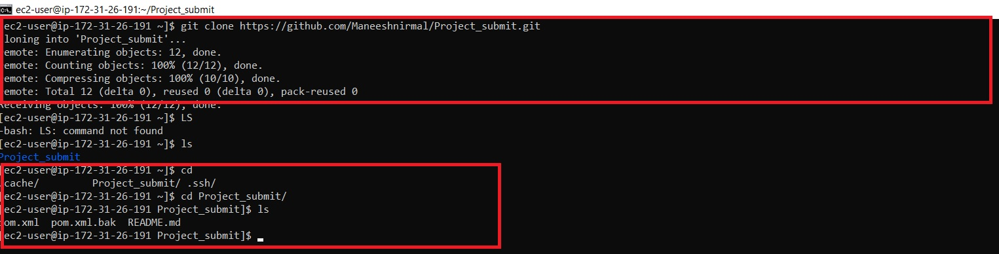 ec2-user@ip-172-31-26-191:~/Project_submit
[ec2-user@ip-172-31-26-191 ~]$ git clone https://github.com/Maneeshnirmal/Project_submit.git
loning into 'Project_submit'...
emote: Enumerating objects: 12, done.
emote: Counting objects: 100% (12/12), done.
emote: Compressing objects: 100% (10/10), done.
emote: Total 12 (delta 0), reused 0 (delta 0), pack-reused 0
Receiving objects: 100% (12/12), done.
[ec2-user@ip-172-31-26-191 ~]$ LS
-bash: LS: command not found
[ec2-user@ip-172-31-26-191 ~]$ ls
Project_submit
[ec2-user@ip-172-31-26-191 ~]$ cd
cache/ Project_submit/ .ssh/
[ec2-user@ip-172-31-26-191 ~]$ cd Project_submit/
[ec2-user@ip-172-31-26-191 Project_submit]$ ls
pom.xml pom.xml.bak README.md
[ec2-user@ip-172-31-26-191 Project_submit]$